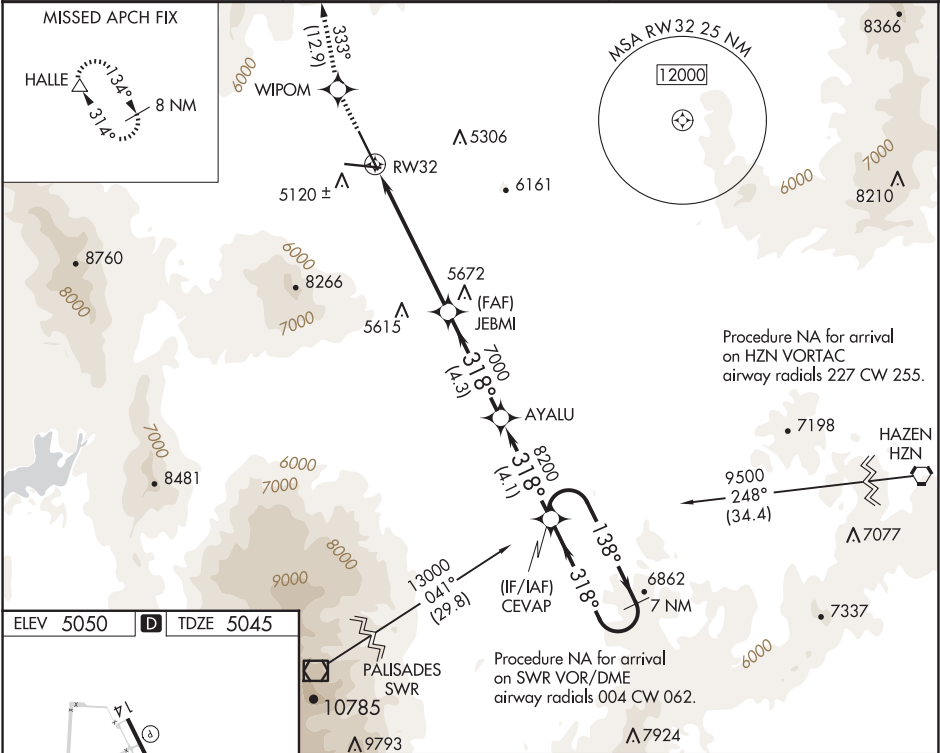 MISSED APCH FIX
HALLE
134°
314°
8 NM
6000
333°
(12.9)
WIPOM
RW32
5306
5120 ±
6161
MSA RW32 25 NM
12000
8366
7000
6000
8210
8760
8000
6000
8266
7000
5672
5615
(FAF)
JEBMI
7000
318°
(4.3)
AYALU
8200
318°
(4.1)
Procedure NA for arrival
on HZN VORTAC
airway radials 227 CW 255.
7198
HAZEN
HZN
9500
248°
(34.4)
7077
7000
8481
6000
7000
8000
9000
13000
041°
(29.8)
(IF/IAF)
CEVAP
138°
318°
6862
7 NM
7337
6000
Procedure NA for arrival
on SWR VOR/DME
airway radials 004 CW 062.
PALISADES
SWR
10785
9793
7924
ELEV 5050
D
TDZE 5045
14
P